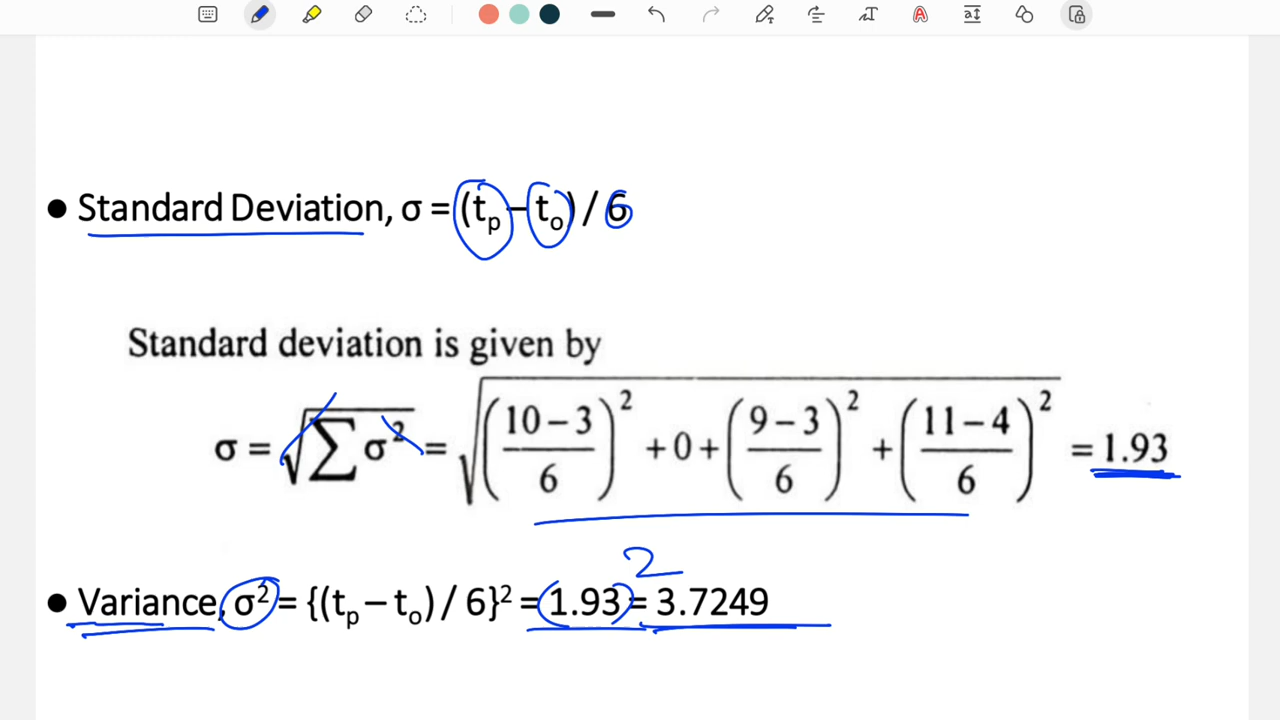 ● Standard Deviation, σ = (tₚ – tₒ) / 6
Standard deviation is given by
σ = √∑σ² = √((10 – 3)/6)² + 0 + ((9 – 3)/6)² + ((11 – 4)/6)² = 1.93
2
● Variance, σ² = {(tₚ – tₒ) / 6}² = (1.93) = 3.7249